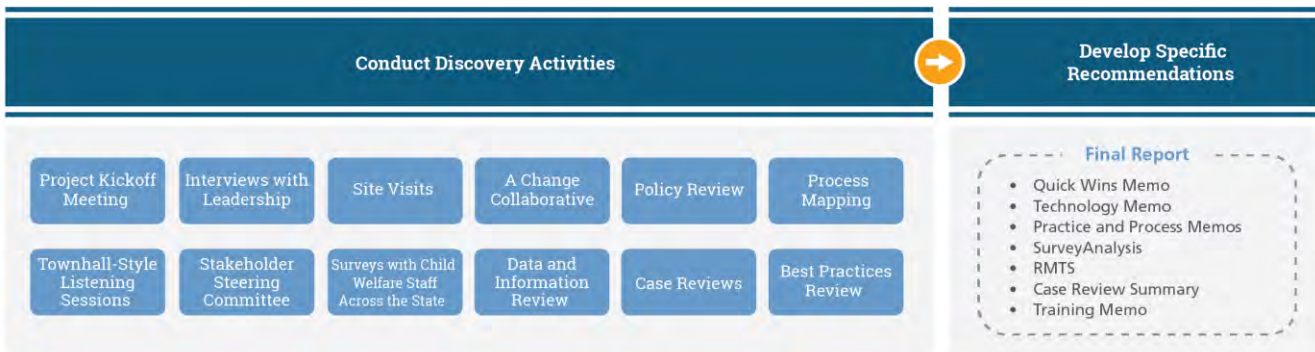 Conduct Discovery Activities
Develop Specific
Recommendations
Project Kickoff
Meeting
Interviews with
Leadership
Site Visits
A Change
Collaborative
Policy Review
Process
Mapping
Townhall-Style
Listening
Sessions
Stakeholder
Steering
Committee
Surveys with Child
Welfare Staff
Across the State
Data and
Information
Review
Case Reviews
Best Practices
Review
Final Report
• Quick Wins Memo
• Technology Memo
• Practice and Process Memos
• SurveyAnalysis
• RMTS
• Case Review Summary
• Training Memo